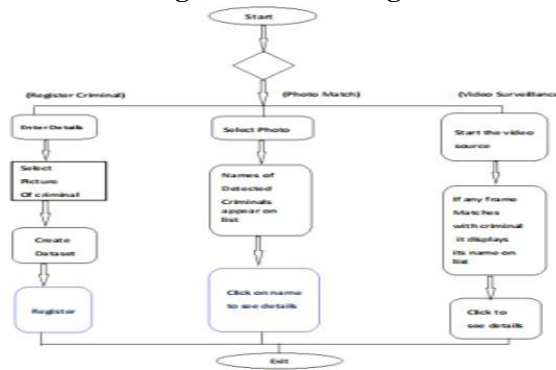 Start
(Register Criminal)
(Photo Match)
(Video Surveillance
Enter Details
Select Photo
Start the video
source
Select
Picture
Of criminal
Names of
Detected
Criminals
appear on
list
If any frame
Matches
with criminal
it displays
its name on
list
Create
Dataset
Register
Click on name
to see details
Click to
see details
Exit